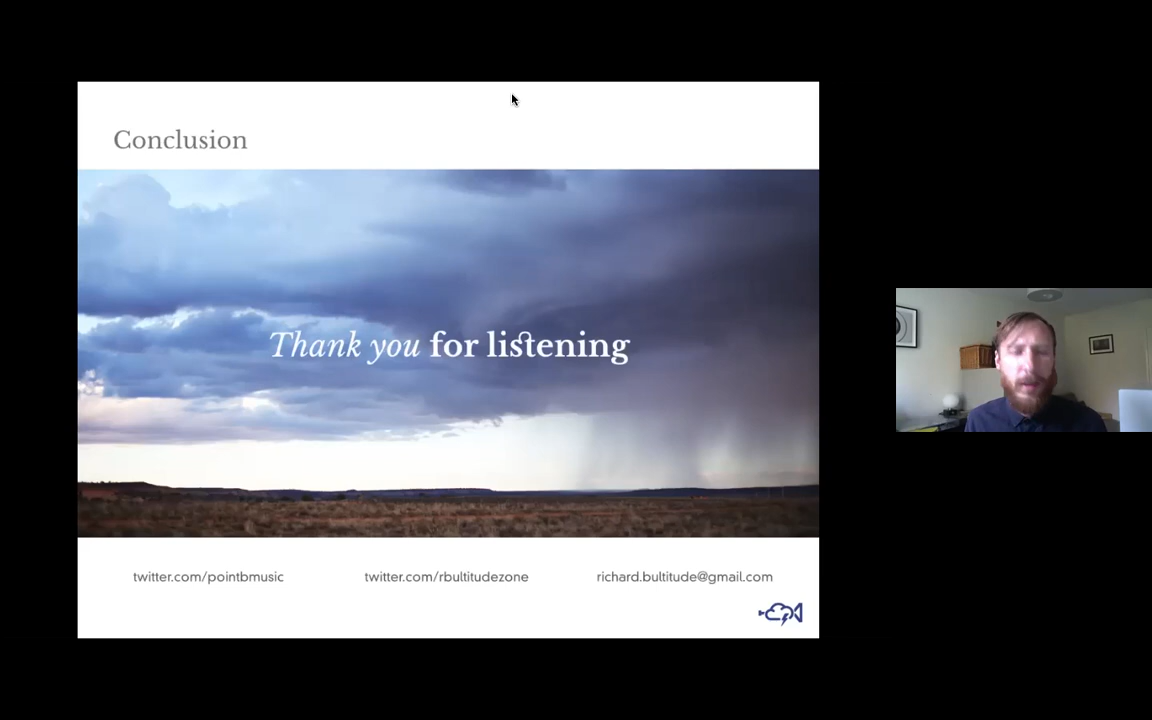 Conclusion
Thank you for listening
twitter.com/pointbmusic
twitter.com/rbultitudezone
richard.bultitude@gmail.com